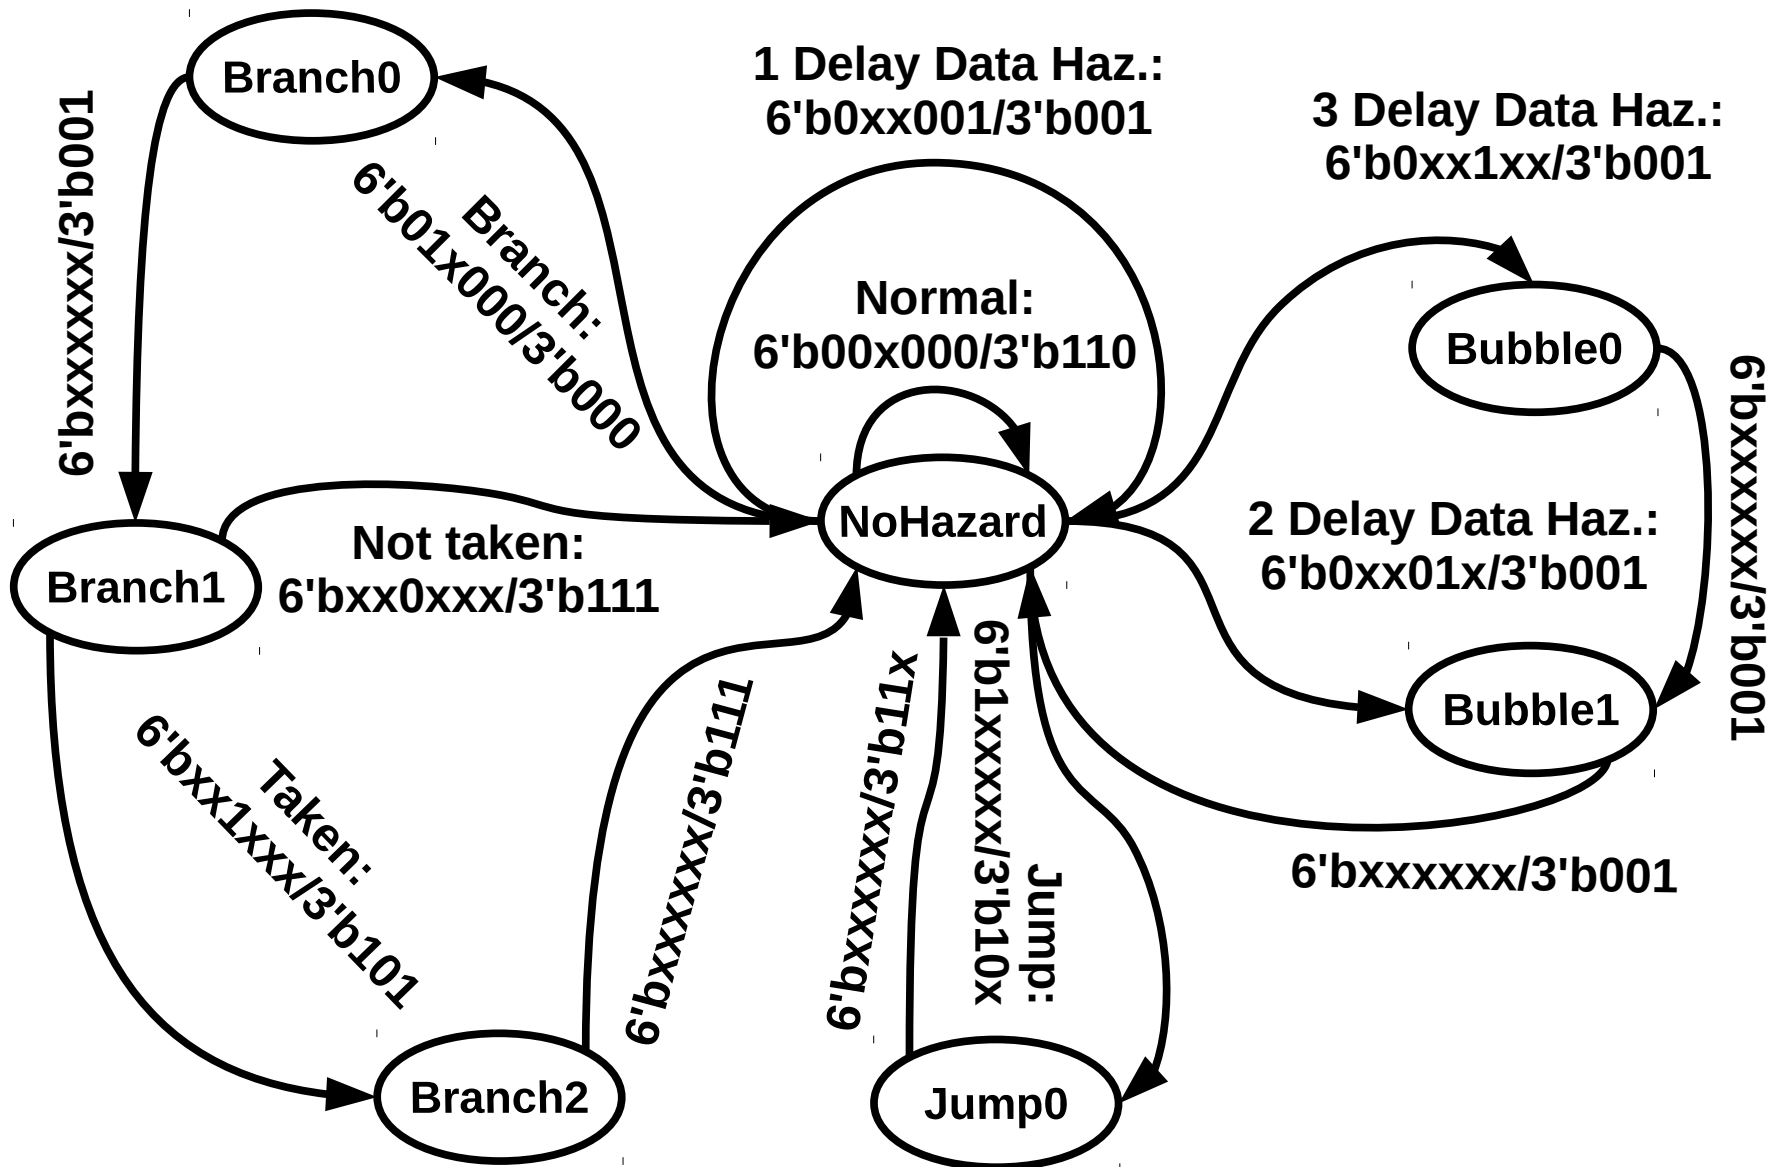 Branch0
1 Delay Data Haz.:
6'b0xx001/3'b001
3 Delay Data Haz.:
6'b0xx1xx/3'b001
6'bxxxxxx/3'b001
Branch:
6'b01x000/3'b000
Normal:
6'b00x000/3'b110
Bubble0
6'bxxxxxx/3'b001
NoHazard
2 Delay Data Haz.:
6'b0xx01x/3'b001
Branch1
Not taken:
6'bxx0xxx/3'b111
Bubble1
Taken:
6'bxx1xxx/3'b101
6'bxxxxxx/3'b111
6'bxxxxxx/3'b11x
Jump:
6'b1xxxxx/3'b10x
6'bxxxxxx/3'b001
Branch2
Jump0